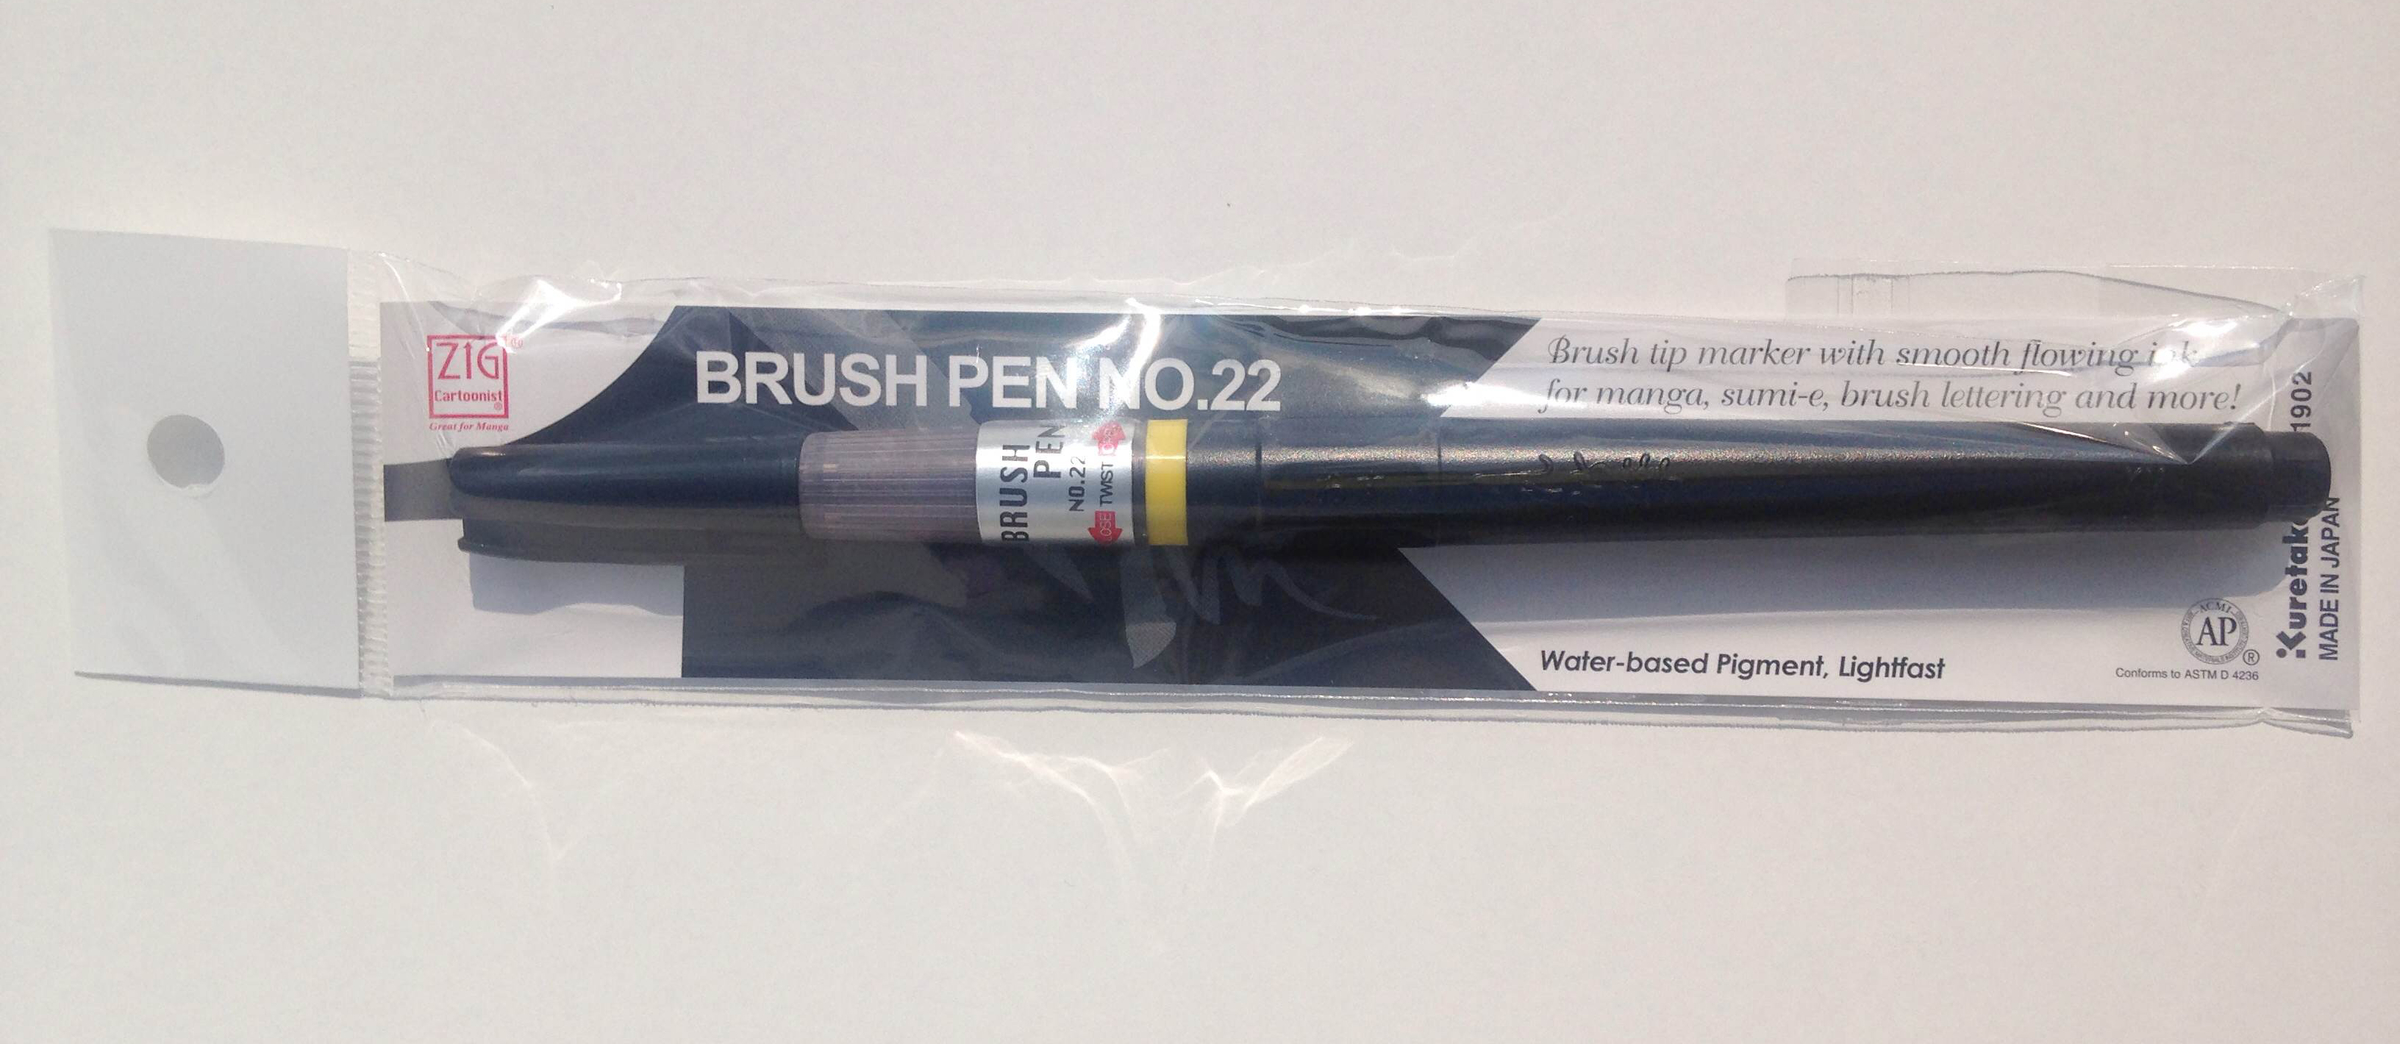 ZIG
Cartoonist®
Great for Manga
BRUSH PEN NO.22
Brush tip marker with smooth flowing ink
for manga, sumi-e, brush lettering and more!
BRUSH
PEN
NO.22
TWIST
Water-based Pigment, Lightfast
ACMI
AP
®
Conforms to ASTM D 4236
1902
Kuretake
MADE IN JAPAN